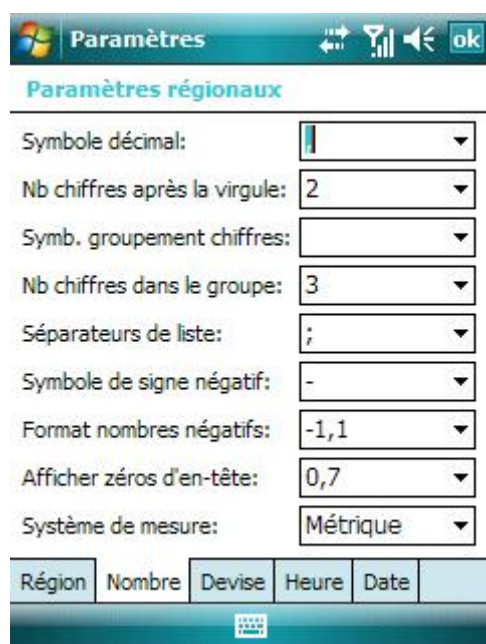 Paramètres ok
Paramètres régionaux
Symbole décimal: ,
Nb chiffres après la virgule: 2
Symb. groupement chiffres:
Nb chiffres dans le groupe: 3
Séparateurs de liste: ;
Symbole de signe négatif: -
Format nombres négatifs: -1,1
Afficher zéros d'en-tête: 0,7
Système de mesure: Métrique
Région Nombre Devise Heure Date